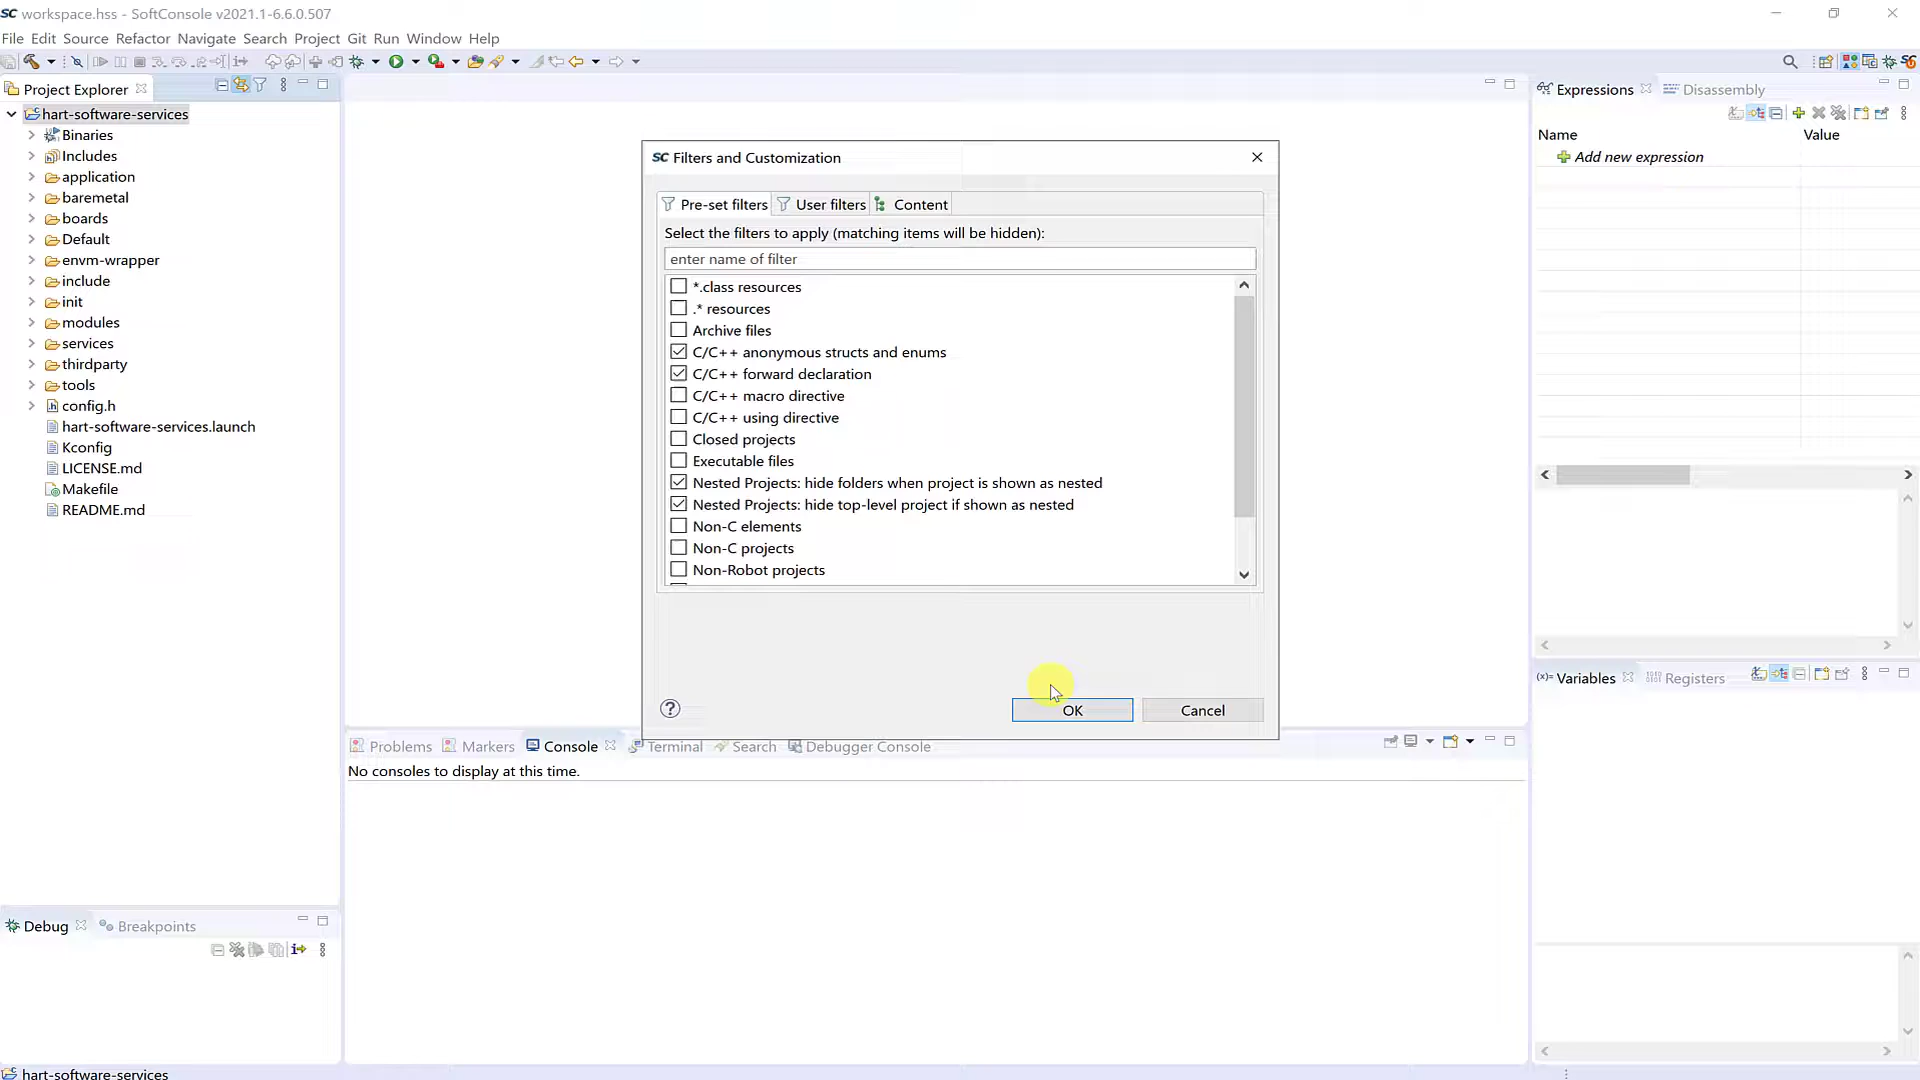 SC workspace.hss - SoftConsole v2021.1-6.6.0.507
File Edit Source Refactor Navigate Search Project Git Run Window Help
Project Explorer
hart-software-services
Binaries
Includes
application
baremetal
boards
Default
envm-wrapper
include
init
modules
services
thirdparty
tools
config.h
hart-software-services.launch
Kconfig
LICENSE.md
Makefile
README.md
Debug Breakpoints
hart-software-services
SC Filters and Customization
Pre-set filters User filters Content
Select the filters to apply (matching items will be hidden):
enter name of filter
*.class resources
.* resources
Archive files
C/C++ anonymous structs and enums
C/C++ forward declaration
C/C++ macro directive
C/C++ using directive
Closed projects
Executable files
Nested Projects: hide folders when project is shown as nested
Nested Projects: hide top-level project if shown as nested
Non-C elements
Non-C projects
Non-Robot projects
OK Cancel
Problems Markers Console Terminal Search Debugger Console
No consoles to display at this time.
Expressions Disassembly
Name Value
Add new expression
(x)= Variables Registers